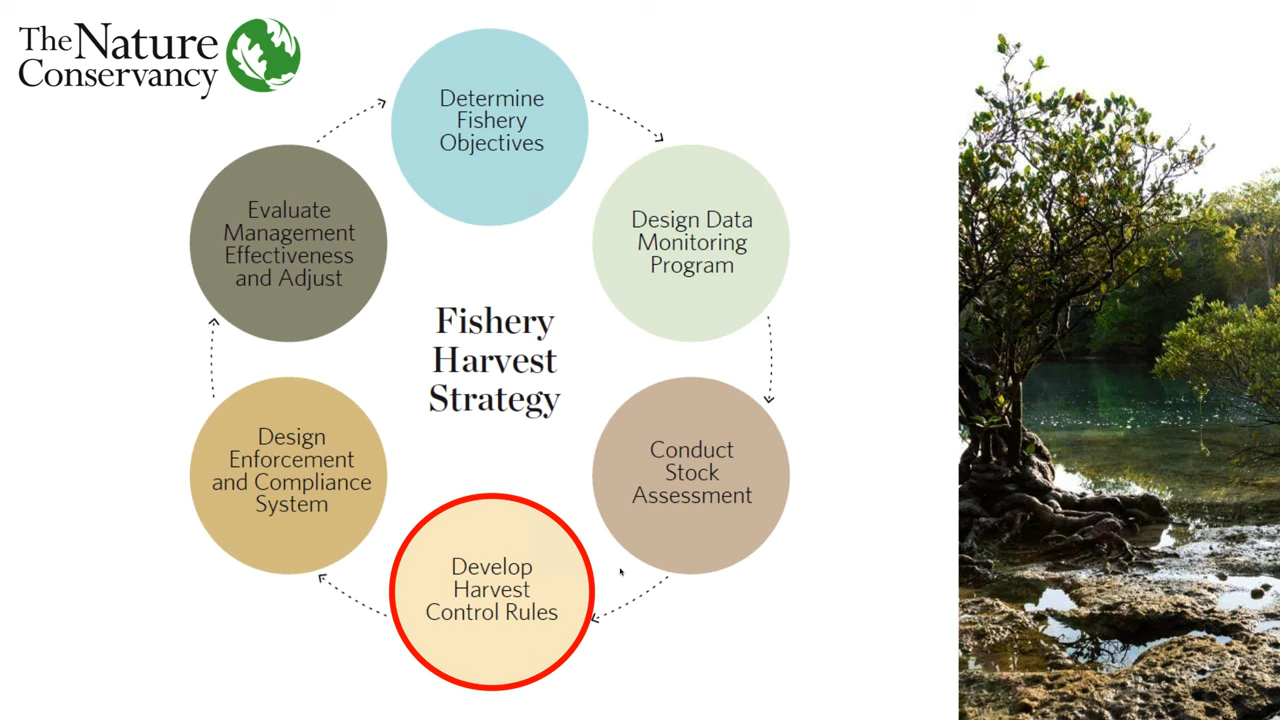 The Nature
Conservancy
Determine
Fishery
Objectives
Design Data
Monitoring
Program
Conduct
Stock
Assessment
Develop
Harvest
Control Rules
Design
Enforcement
and Compliance
System
Evaluate
Management
Effectiveness
and Adjust
Fishery
Harvest
Strategy